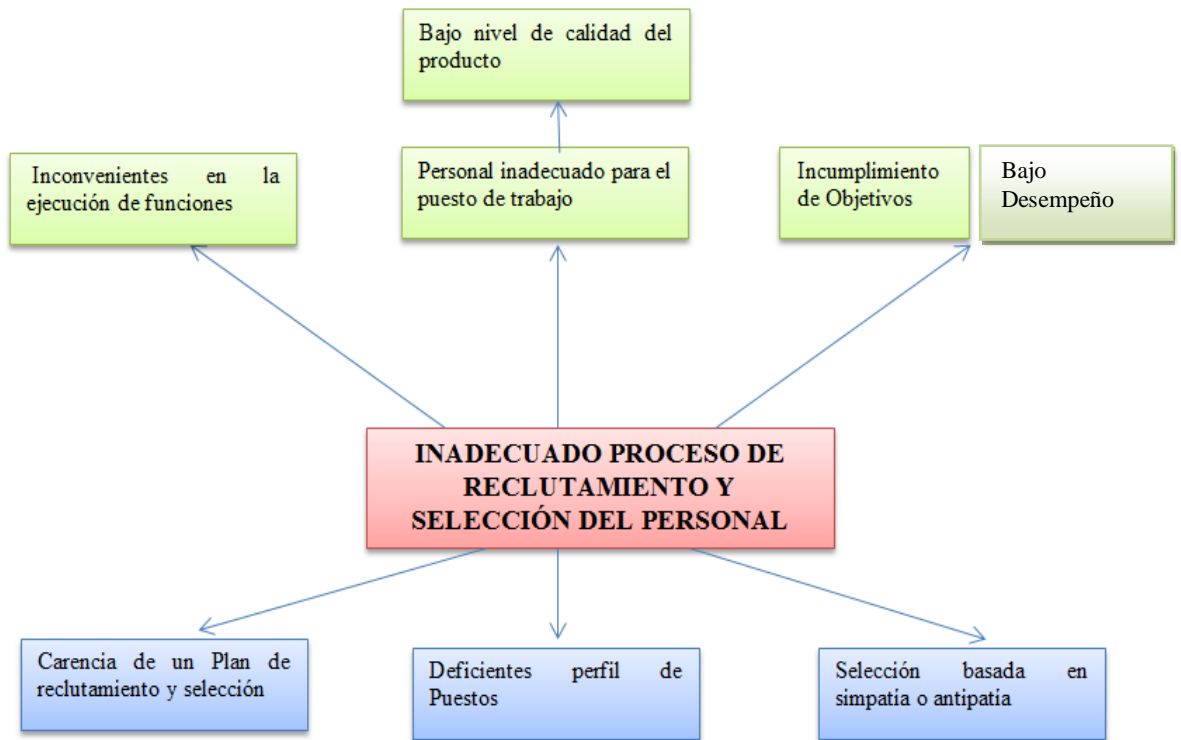 Bajo nivel de calidad del
producto
Inconvenientes en la
ejecución de funciones
Personal inadecuado para el
puesto de trabajo
Incumplimiento
de Objetivos
Bajo
Desempeño
INADECUADO PROCESO DE
RECLUTAMIENTO Y
SELECCIÓN DEL PERSONAL
Carencia de un Plan de
reclutamiento y selección
Deficientes perfil de
Puestos
Selección basada en
simpatía o antipatía